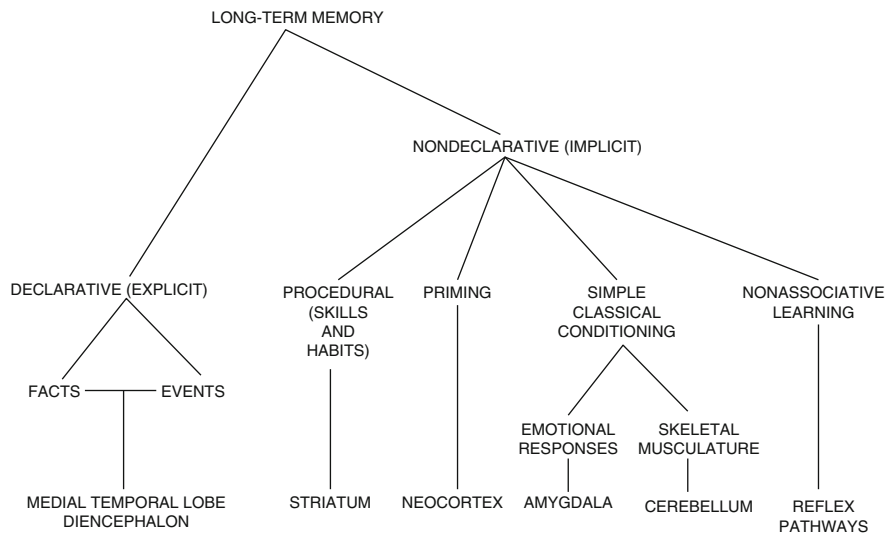 LONG-TERM MEMORY
NONDECLARATIVE (IMPLICIT)
DECLARATIVE (EXPLICIT)
PROCEDURAL
(SKILLS
AND
HABITS)
PRIMING
SIMPLE
CLASSICAL
CONDITIONING
NONASSOCIATIVE
LEARNING
FACTS
EVENTS
EMOTIONAL
RESPONSES
SKELETAL
MUSCULATURE
MEDIAL TEMPORAL LOBE
DIENCEPHALON
STRIATUM
NEOCORTEX
AMYGDALA
CEREBELLUM
REFLEX
PATHWAYS